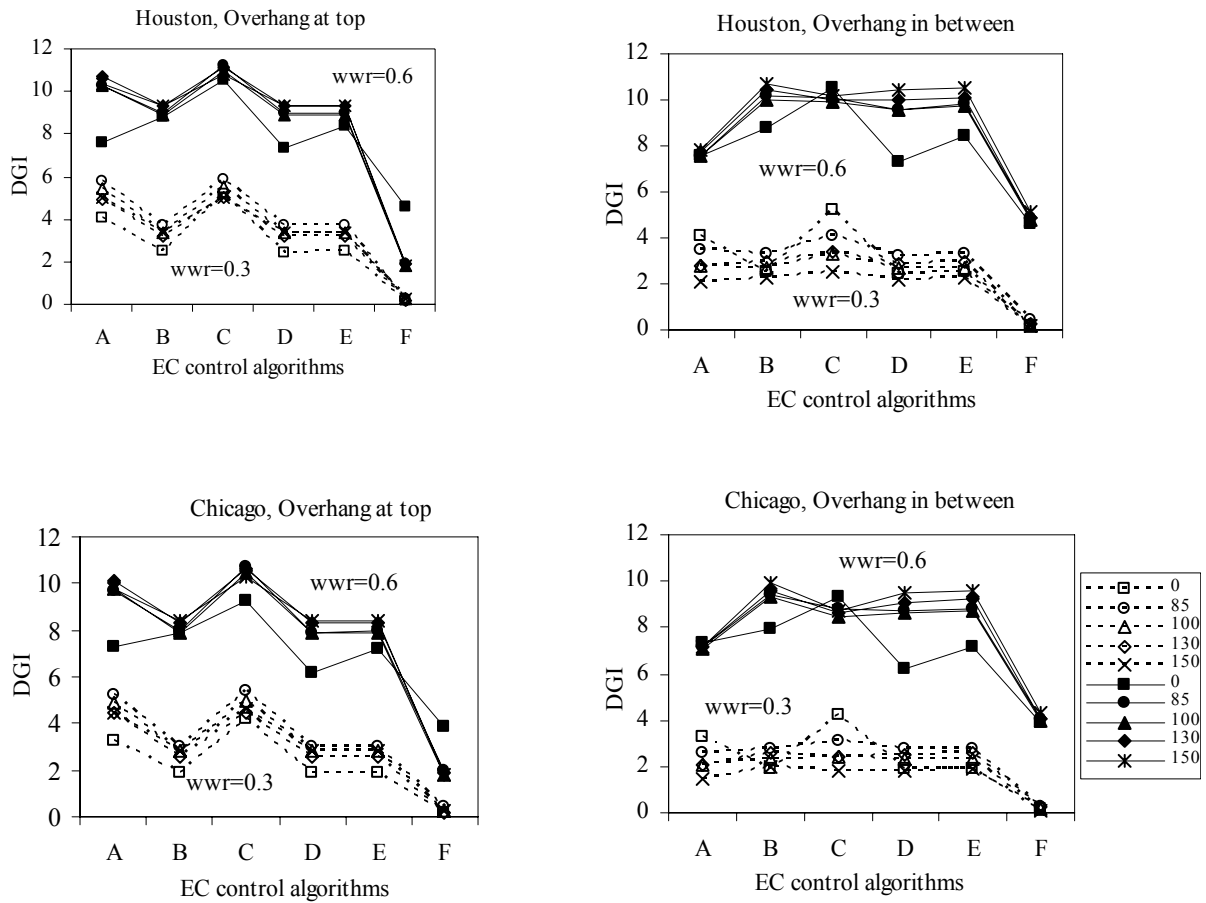 Houston, Overhang at top
12
10
8
6
4
2
0
DGI
wwr=0.6
wwr=0.3
A B C D E F
EC control algorithms
Houston, Overhang in between
12
10
8
6
4
2
0
DGI
wwr=0.6
wwr=0.3
A B C D E F
EC control algorithms
Chicago, Overhang at top
12
10
8
6
4
2
0
DGI
wwr=0.6
wwr=0.3
A B C D E F
EC control algorithms
Chicago, Overhang in between
12
10
8
6
4
2
0
DGI
wwr=0.6
wwr=0.3
A B C D E F
EC control algorithms
0
85
100
130
150
0
85
100
130
150